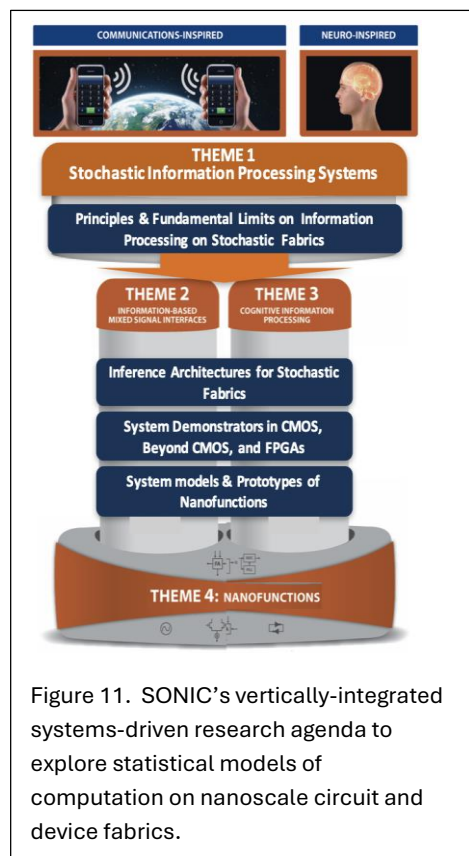 COMMUNICATIONS-INSPIRED
NEURO-INSPIRED
THEME 1
Stochastic Information Processing Systems
Principles & Fundamental Limits on Information
Processing on Stochastic Fabrics
THEME 2
INFORMATION-BASED
MIXED SIGNAL INTERFACES
THEME 3
COGNITIVE INFORMATION
PROCESSING
Inference Architectures for Stochastic
Fabrics
System Demonstrators in CMOS,
Beyond CMOS, and FPGAs
System models & Prototypes of
Nanofunctions
THEME 4: NANOFUNCTIONS
Figure 11. SONIC's vertically-integrated
systems-driven research agenda to
explore statistical models of
computation on nanoscale circuit and
device fabrics.